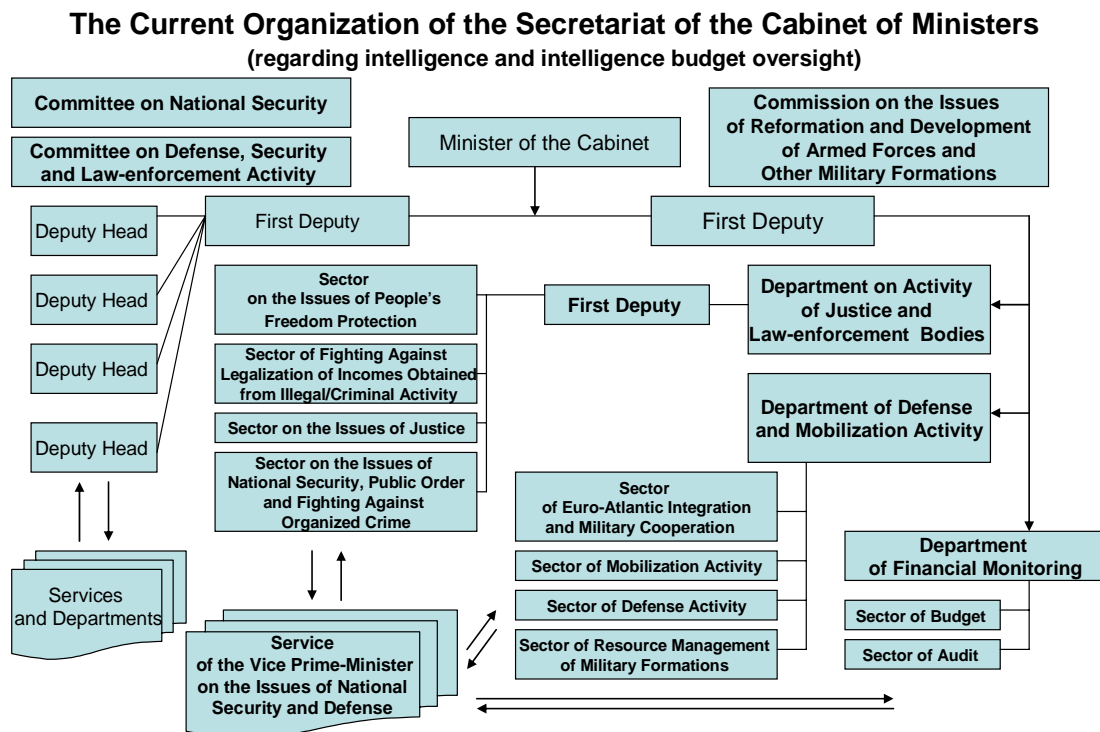 The Current Organization of the Secretariat of the Cabinet of Ministers
(regarding intelligence and intelligence budget oversight)
Committee on National Security
Committee on Defense, Security
and Law-enforcement Activity
Minister of the Cabinet
Commission on the Issues
of Reformation and Development
of Armed Forces and
Other Military Formations
Deputy Head
Deputy Head
Deputy Head
Deputy Head
First Deputy
First Deputy
Sector
on the Issues of People's
Freedom Protection
First Deputy
Department on Activity
of Justice and
Law-enforcement Bodies
Sector of Fighting Against
Legalization of Incomes Obtained
from Illegal/Criminal Activity
Sector on the Issues of Justice
Sector on the Issues of
National Security, Public Order
and Fighting Against
Organized Crime
Department of Defense
and Mobilization Activity
Sector
of Euro-Atlantic Integration
and Military Cooperation
Sector of Mobilization Activity
Sector of Defense Activity
Sector of Resource Management
of Military Formations
Department
of Financial Monitoring
Sector of Budget
Sector of Audit
Services
and Departments
Service
of the Vice Prime-Minister
on the Issues of National
Security and Defense